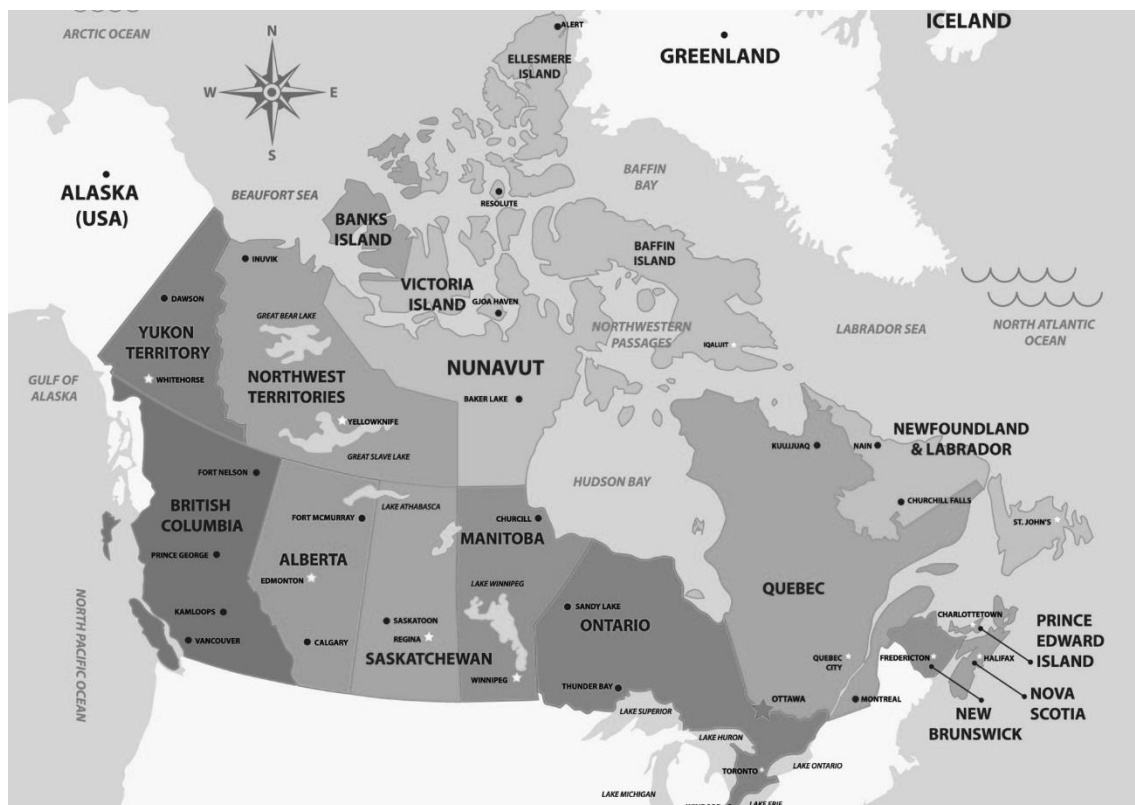 ARCTIC OCEAN
ALERT
ICELAND
ELLESMERE
ISLAND
GREENLAND
N
W
E
S
BEAUFORT SEA
BAFFIN
BAY
RESOLUTE
ALASKA
(USA)
BANKS
ISLAND
BAFFIN
ISLAND
INUVIK
VICTORIA
ISLAND
GJOA HAVEN
DAWSON
GREAT BEAR LAKE
NORTHWESTERN
PASSAGES
LABRADOR SEA
NORTH ATLANTIC
OCEAN
YUKON
TERRITORY
IQALUIT
WHITEHORSE
NORTHWEST
TERRITORIES
NUNAVUT
GULF OF
ALASKA
BAKER LAKE
YELLOWKNIFE
GREAT SLAVE LAKE
NEWFOUNDLAND
& LABRADOR
KUUJJUAQ
NAIN
FORT NELSON
HUDSON BAY
BRITISH
COLUMBIA
LAKE ATHABASCA
CHURCHILL FALLS
FORT MCMURRAY
CHURCILL
ST. JOHN'S
MANITOBA
PRINCE GEORGE
ALBERTA
EDMONTON
LAKE WINNIPEG
QUEBEC
NORTH PACIFIC OCEAN
KAMLOOPS
SANDY LAKE
CHARLOTTETOWN
PRINCE
EDWARD
ISLAND
SASKATOON
ONTARIO
VANCOUVER
CALGARY
REGINA
SASKATCHEWAN
QUEBEC
CITY
FREDERICTON
HALIFAX
WINNIPEG
THUNDER BAY
OTTAWA
MONTREAL
NOVA
SCOTIA
NEW
BRUNSWICK
LAKE SUPERIOR
LAKE HURON
TORONTO
LAKE ONTARIO
LAKE MICHIGAN
LAKE ERIE